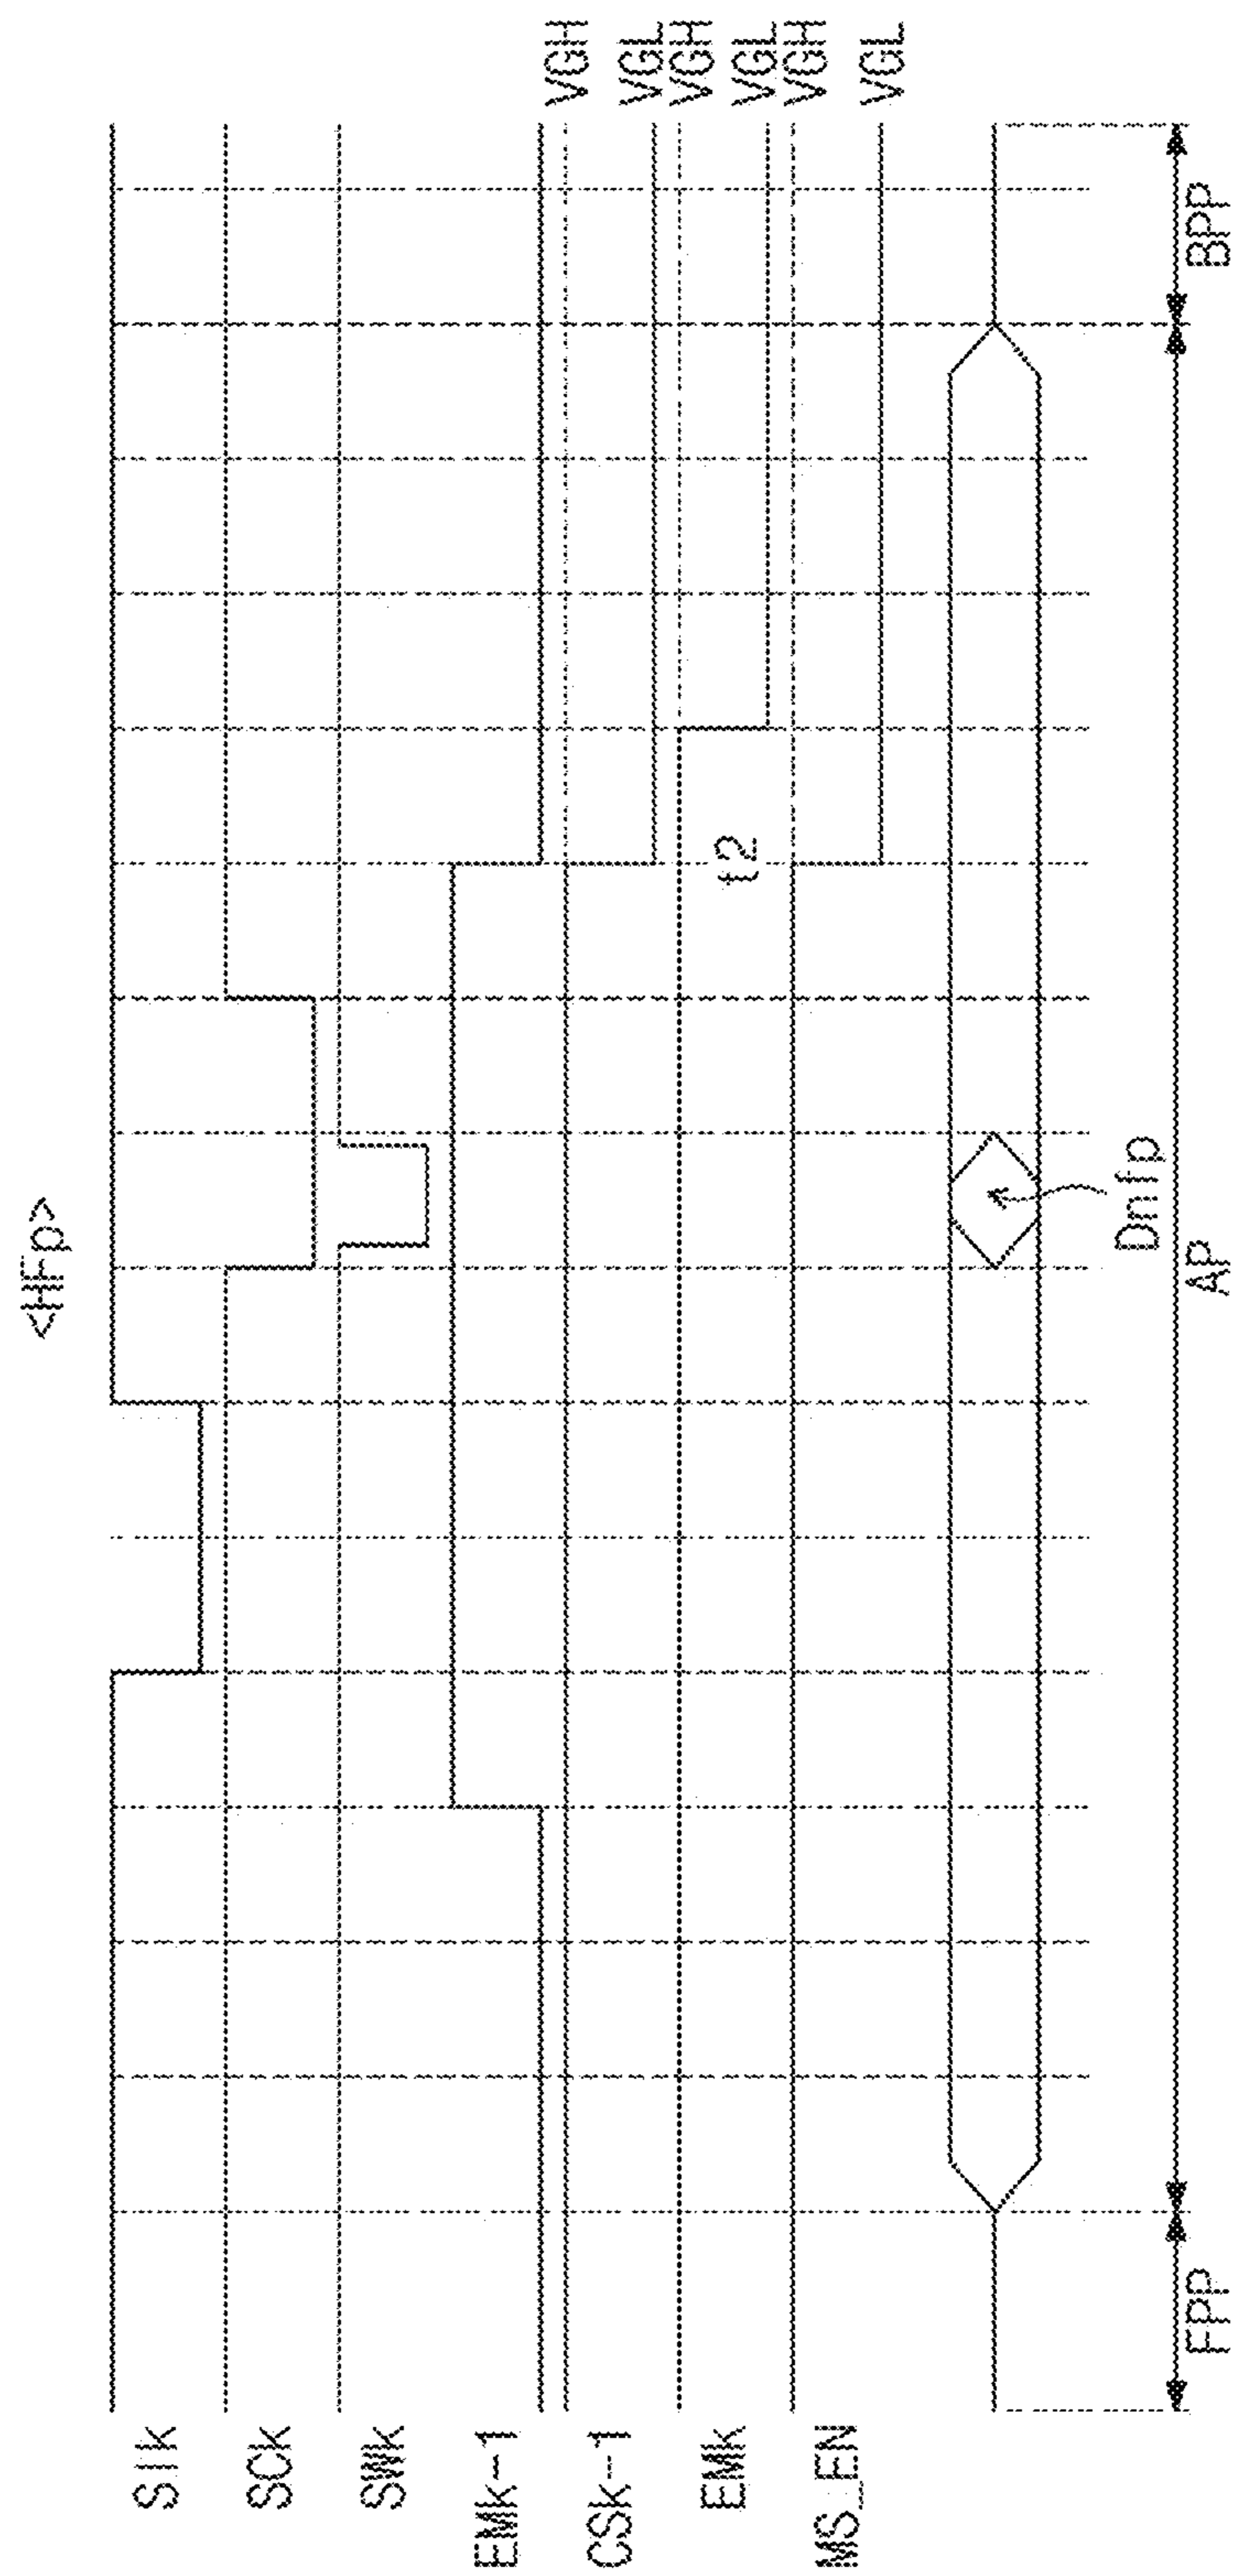 <HFp>
SIk
SCk
SWk
EMk-1
CSk-1
EMk
MS_EN
VGH
VGL
VGH
VGL
VGH
VGL
t2
Dnfp
FPP
AP
BPP